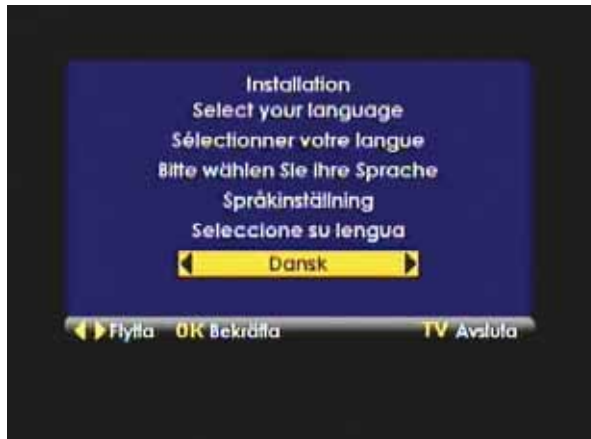 Installation
Select your language
Sélectionner votre langue
Bitte wählen Sie Ihre Sprache
Språkinställning
Seleccione su lengua
Dansk
Flytta OK Bekräfta TV Avsluta